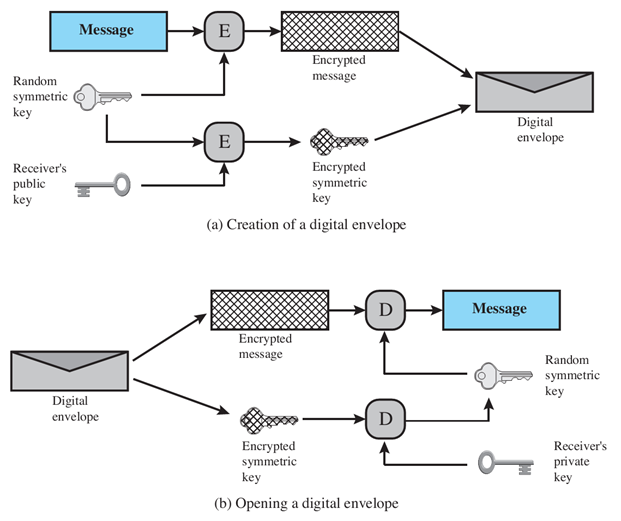 Message
E
Encrypted
message
Random
symmetric
key
Digital
envelope
E
Encrypted
symmetric
key
Receiver's
public
key
(a) Creation of a digital envelope
D
Message
Encrypted
message
Random
symmetric
key
Digital
envelope
D
Encrypted
symmetric
key
Receiver's
private
key
(b) Opening a digital envelope